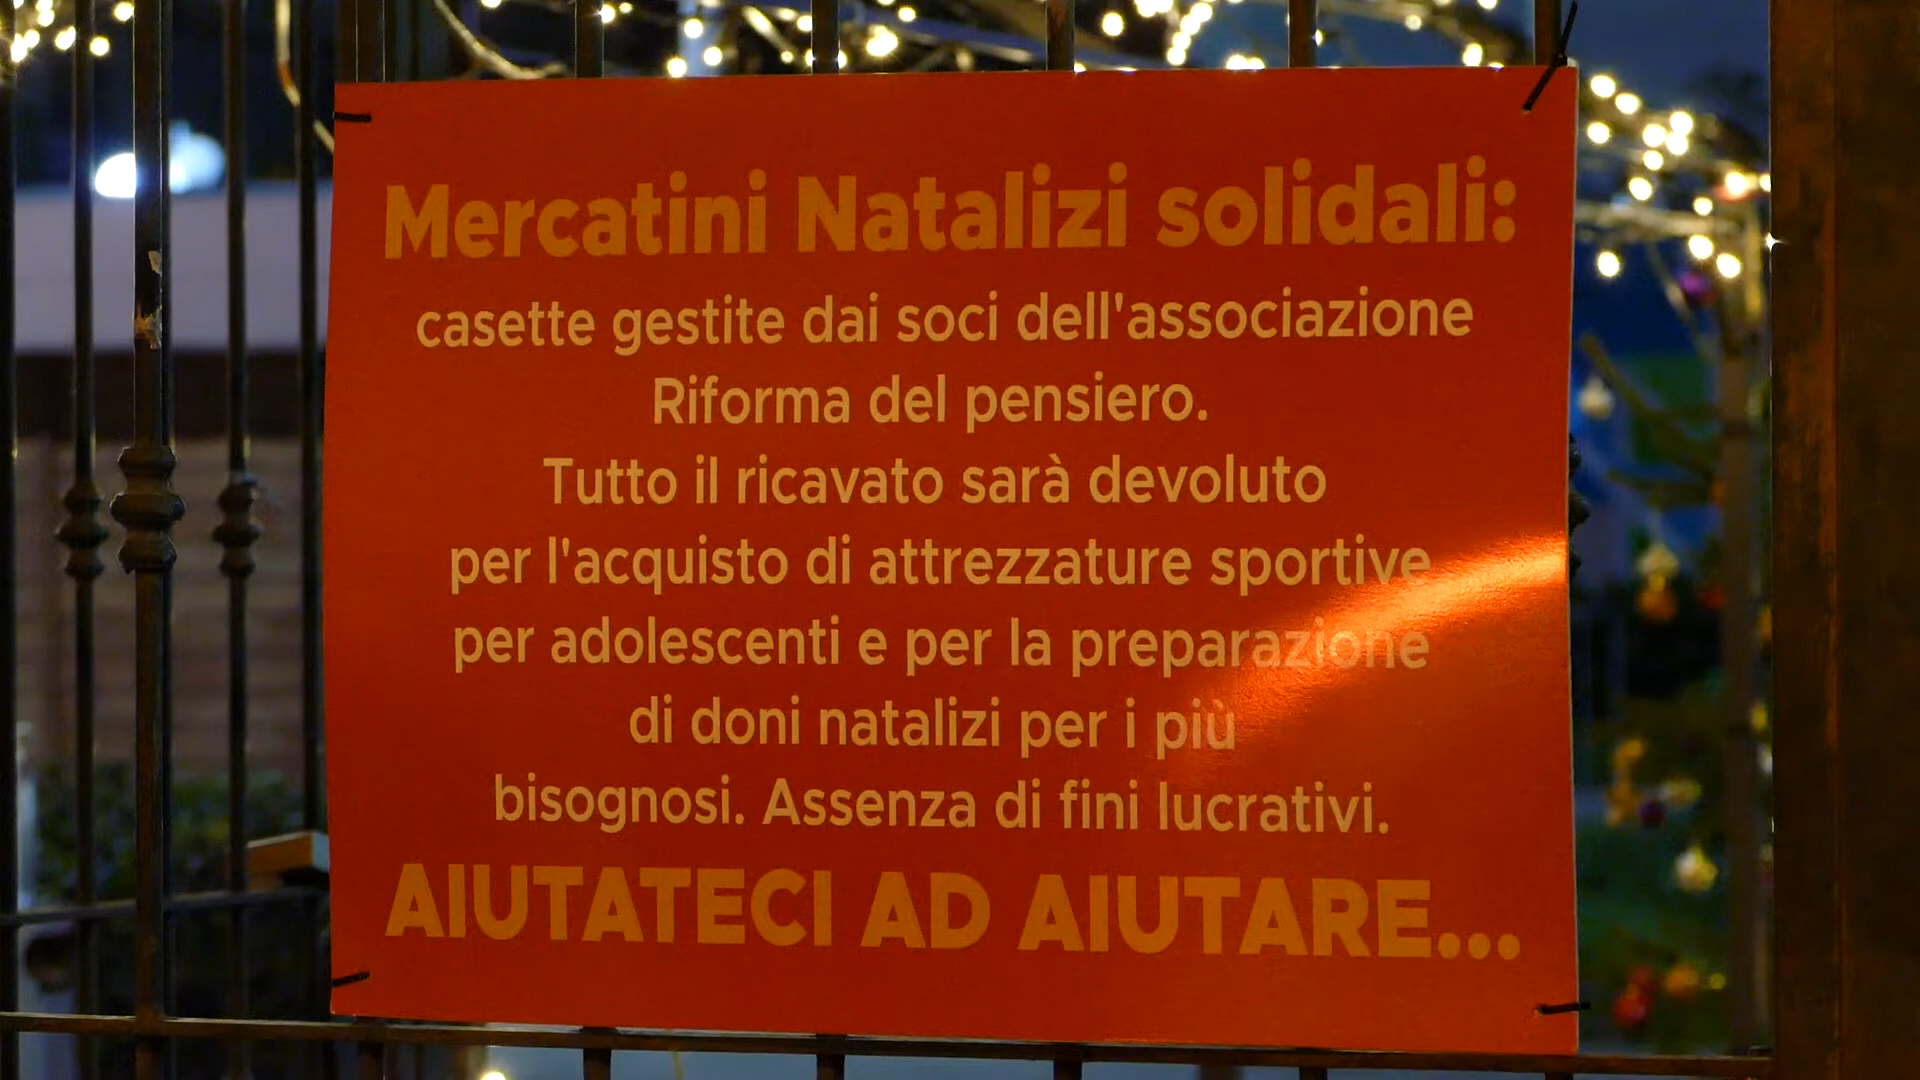 Mercatini Natalizi solidali:
casette gestite dai soci dell'associazione
Riforma del pensiero.
Tutto il ricavato sarà devoluto
per l'acquisto di attrezzature sportive
per adolescenti e per la preparazione
di doni natalizi per i più
bisognosi. Assenza di fini lucrativi.
AIUTATECI AD AIUTARE...